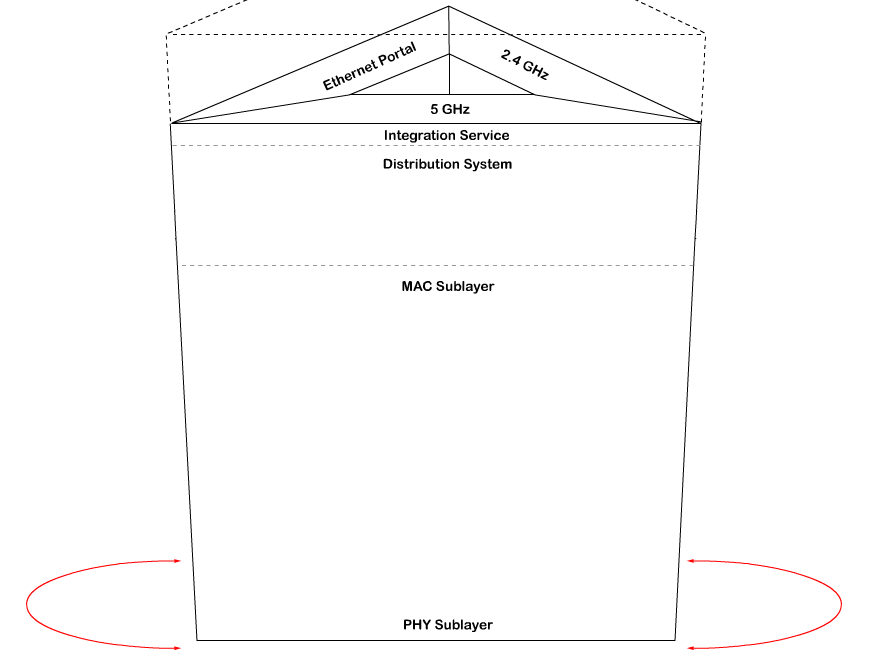 Ethernet Portal
2.4 GHz
5 GHz
Integration Service
Distribution System
MAC Sublayer
PHY Sublayer